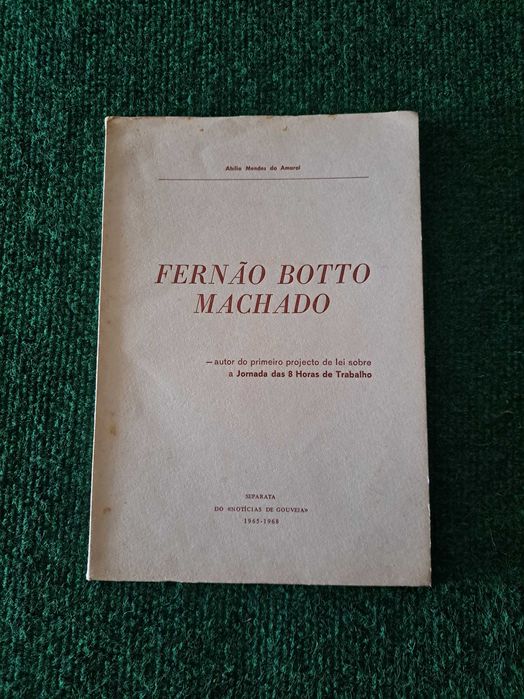 Abílio Mendes do Amaral
FERNÃO BOTTO
MACHADO
— autor do primeiro projecto de lei sobre
a Jornada das 8 Horas de Trabalho
SEPARATA
DO «NOTÍCIAS DE GOUVEIA»
1965-1968